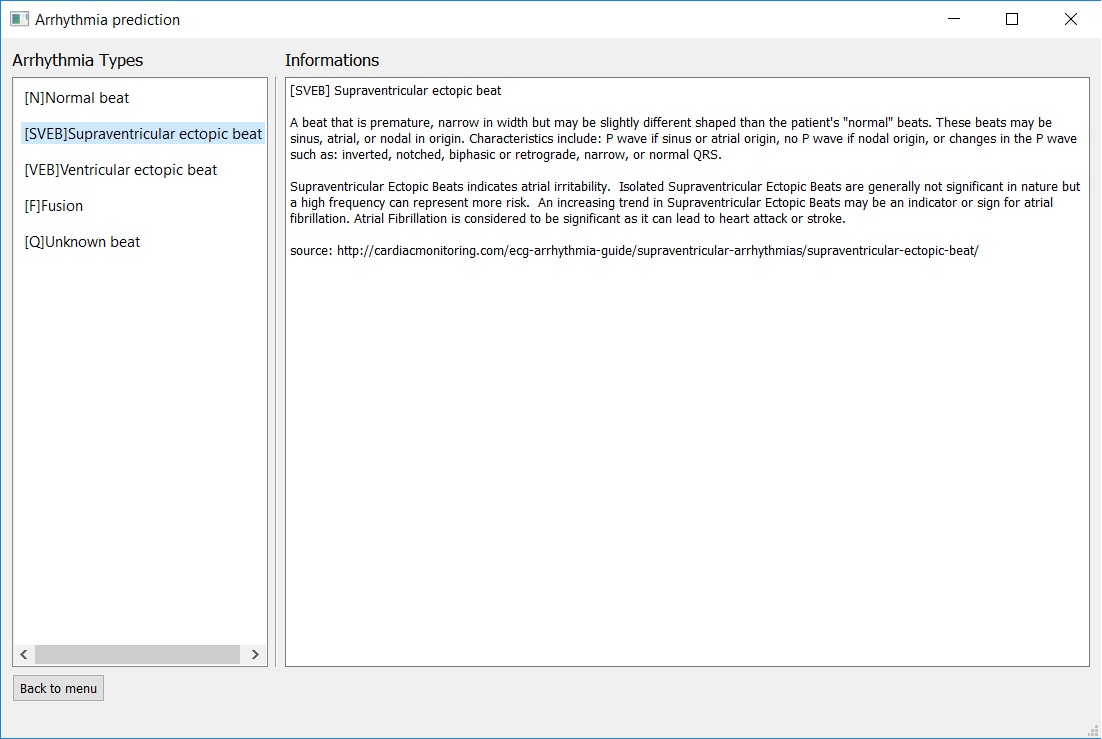 Arrhythmia prediction
Arrhythmia Types
Informations
[N]Normal beat
[SVEB]Supraventricular ectopic beat
[VEB]Ventricular ectopic beat
[F]Fusion
[Q]Unknown beat
[SVEB] Supraventricular ectopic beat
A beat that is premature, narrow in width but may be slightly different shaped than the patient's "normal" beats. These beats may be
sinus, atrial, or nodal in origin. Characteristics include: P wave if sinus or atrial origin, no P wave if nodal origin, or changes in the P wave
such as: inverted, notched, biphasic or retrograde, narrow, or normal QRS.
Supraventricular Ectopic Beats indicates atrial irritability.  Isolated Supraventricular Ectopic Beats are generally not significant in nature but
a high frequency can represent more risk.  An increasing trend in Supraventricular Ectopic Beats may be an indicator or sign for atrial
fibrillation. Atrial Fibrillation is considered to be significant as it can lead to heart attack or stroke.
source: http://cardiacmonitoring.com/ecg-arrhythmia-guide/supraventricular-arrhythmias/supraventricular-ectopic-beat/
Back to menu